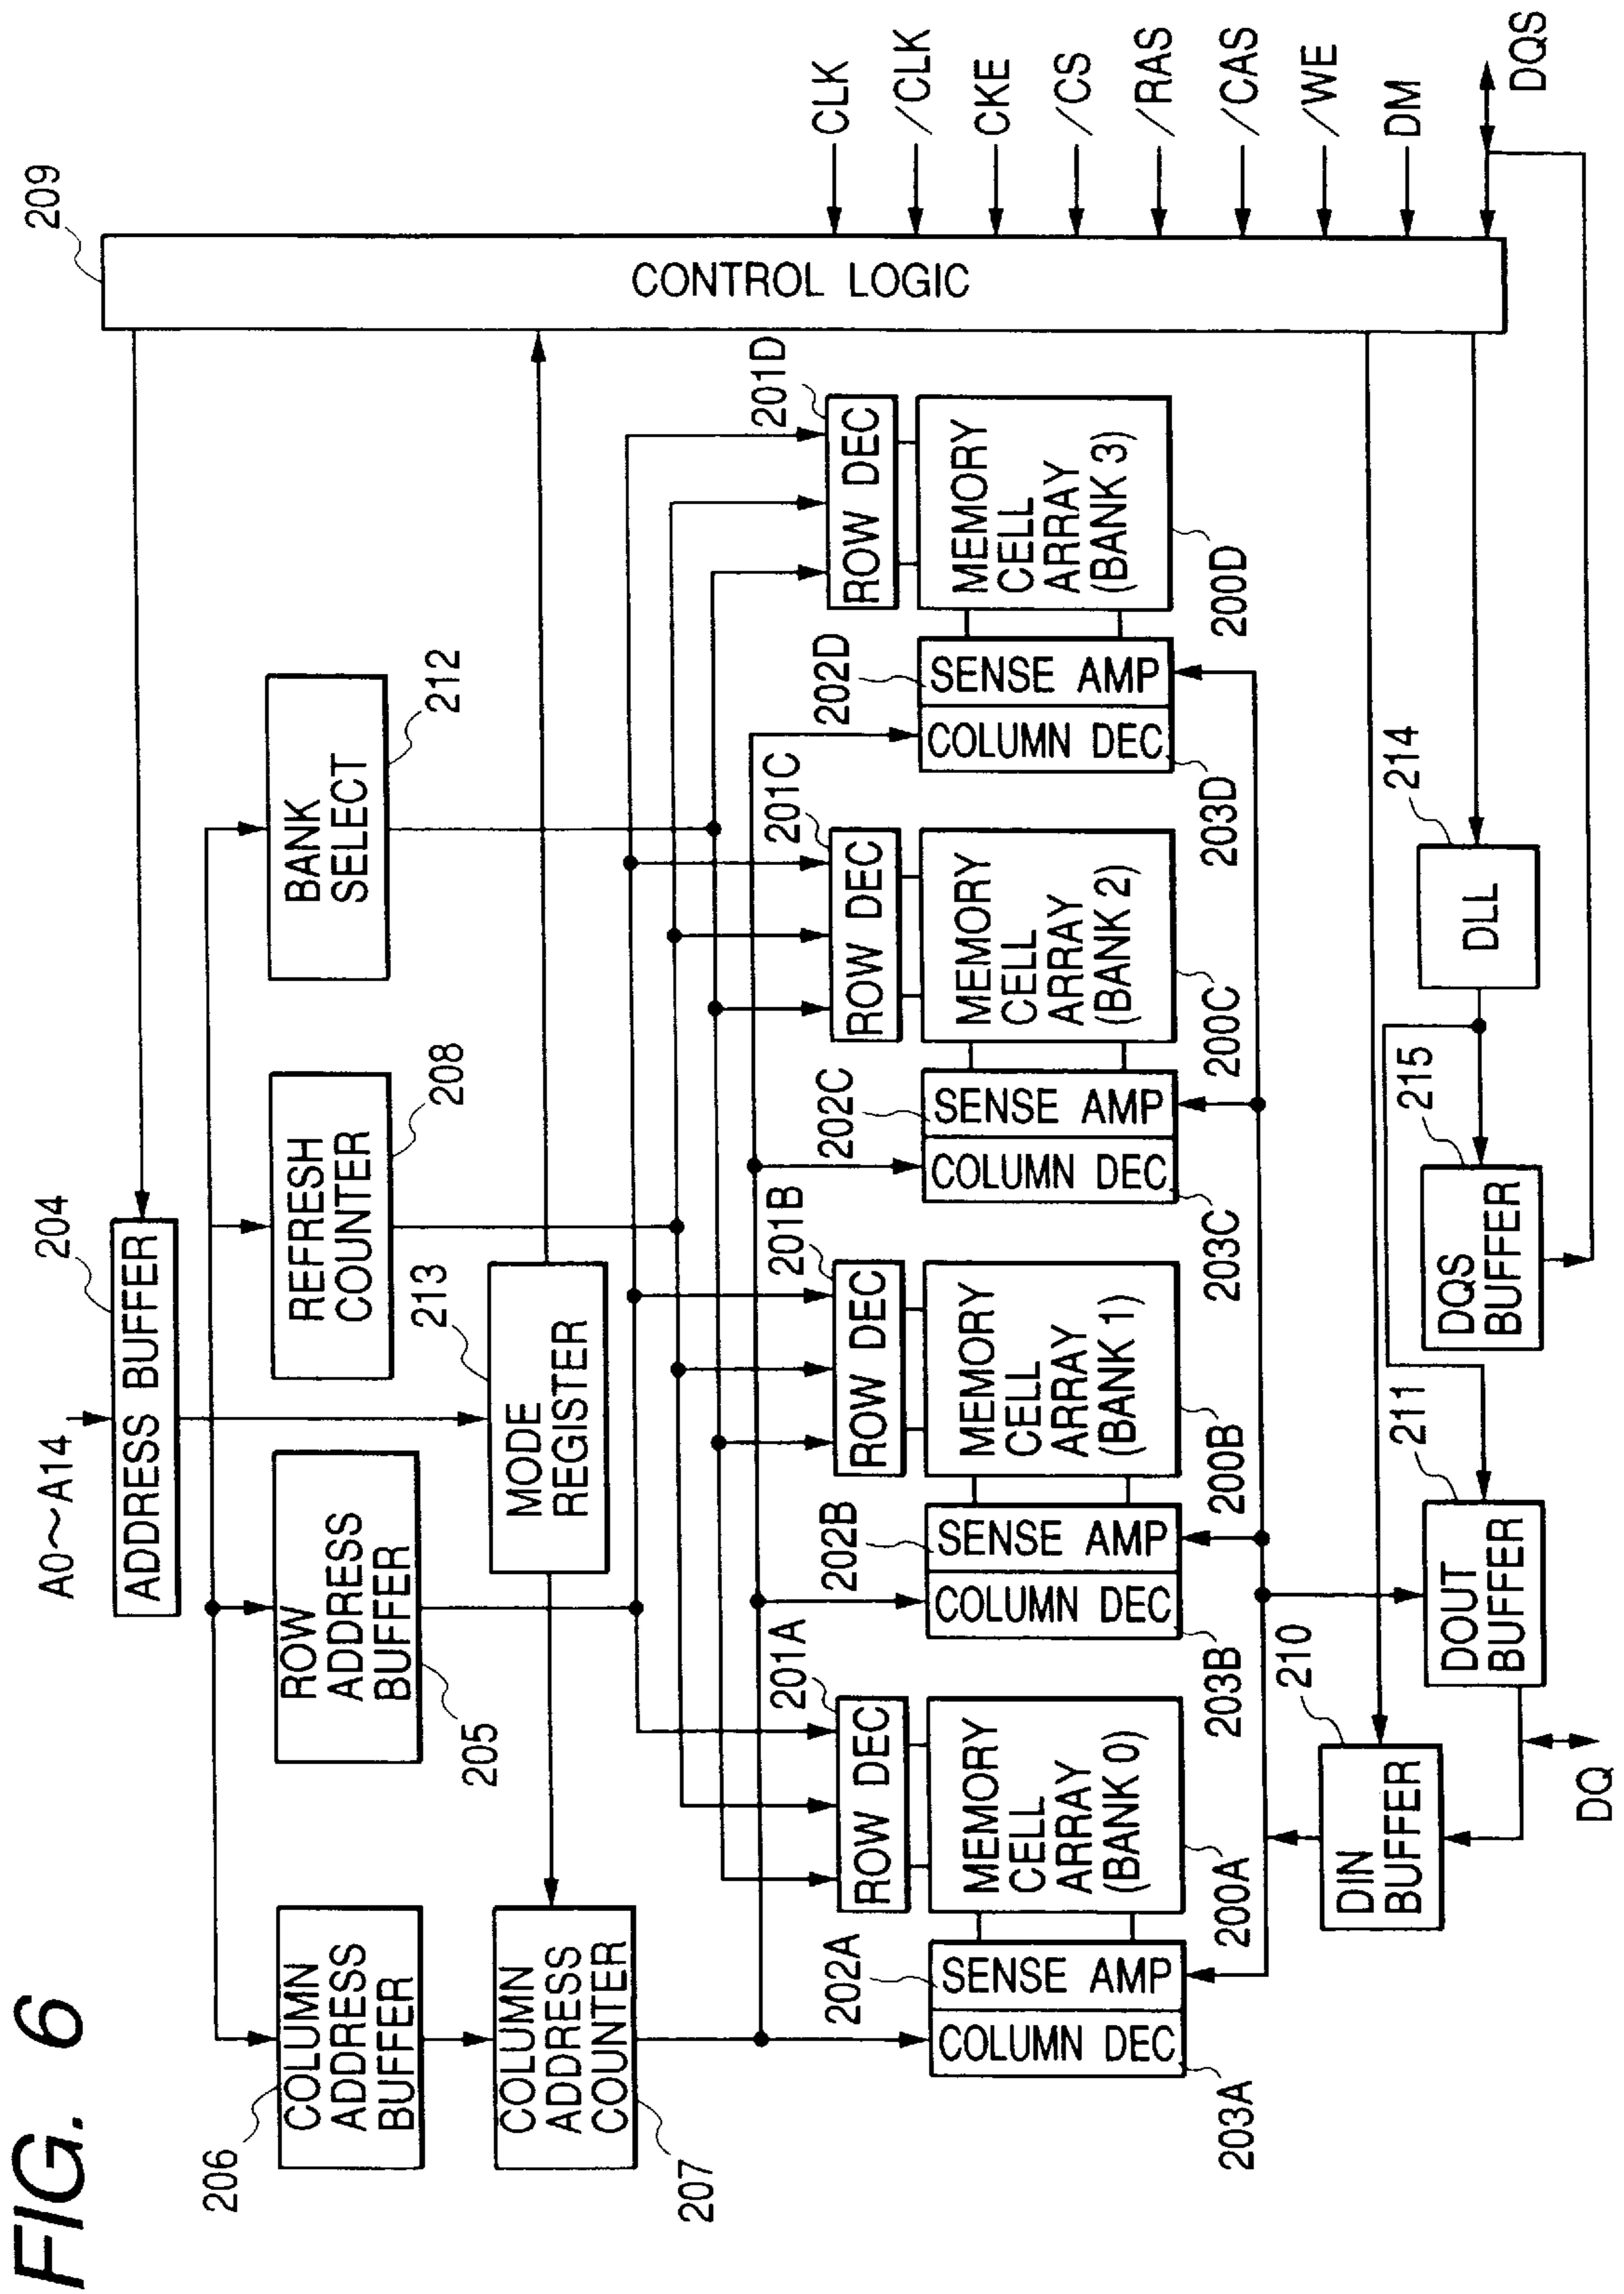 FIG. 6
A0~A14
204
209
ADDRESS BUFFER
206
COLUMN
ADDRESS
BUFFER
ROW
ADDRESS
BUFFER
205
REFRESH
COUNTER
208
BANK
SELECT
212
213
COLUMN
ADDRESS
COUNTER
207
MODE
REGISTER
CONTROL LOGIC
201A
201B
201C
201D
ROW DEC
ROW DEC
ROW DEC
ROW DEC
202A
202B
202C
202D
COLUMN DEC
SENSE AMP
MEMORY
CELL
ARRAY
(BANK 0)
COLUMN DEC
SENSE AMP
MEMORY
CELL
ARRAY
(BANK 1)
COLUMN DEC
SENSE AMP
MEMORY
CELL
ARRAY
(BANK 2)
COLUMN DEC
SENSE AMP
MEMORY
CELL
ARRAY
(BANK 3)
203A
200A
203B
200B
203C
200C
203D
200D
CLK
/CLK
CKE
/CS
/RAS
/CAS
/WE
DM
DQS
210
211
215
214
DIN
BUFFER
DOUT
BUFFER
DQS
BUFFER
DLL
DQ